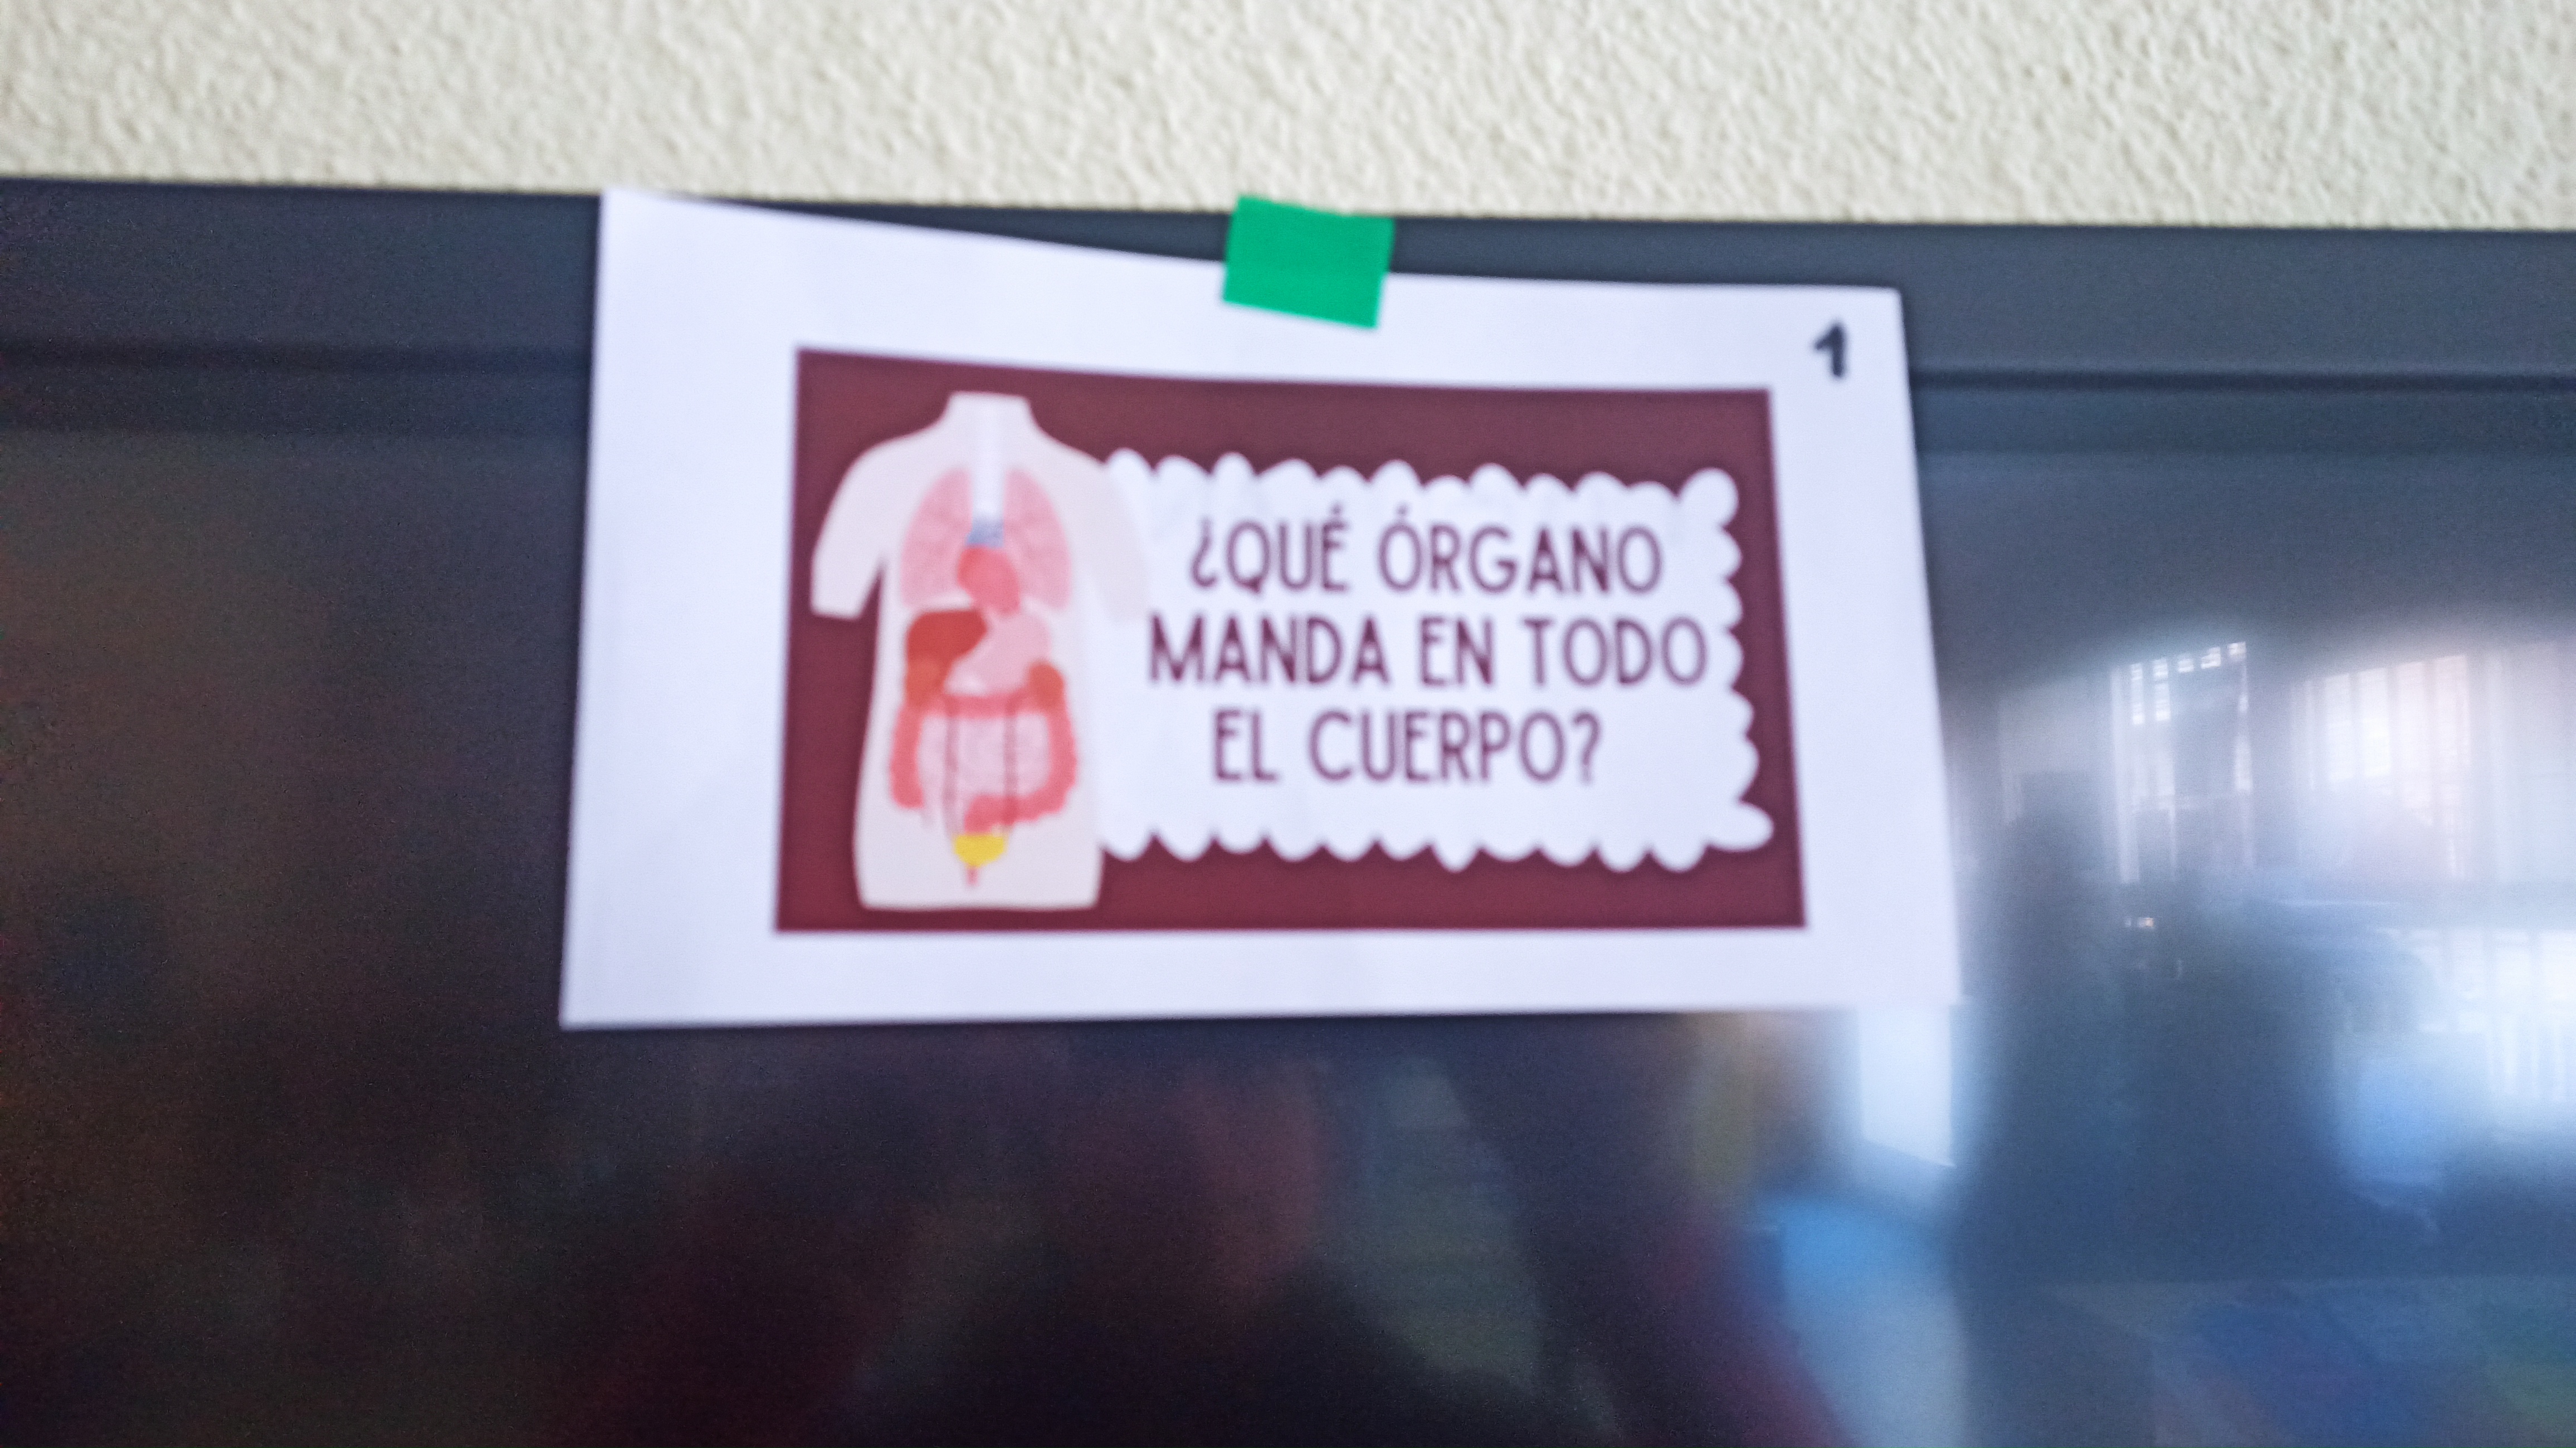 1
¿QUÉ ÓRGANO
MANDA EN TODO
EL CUERPO?